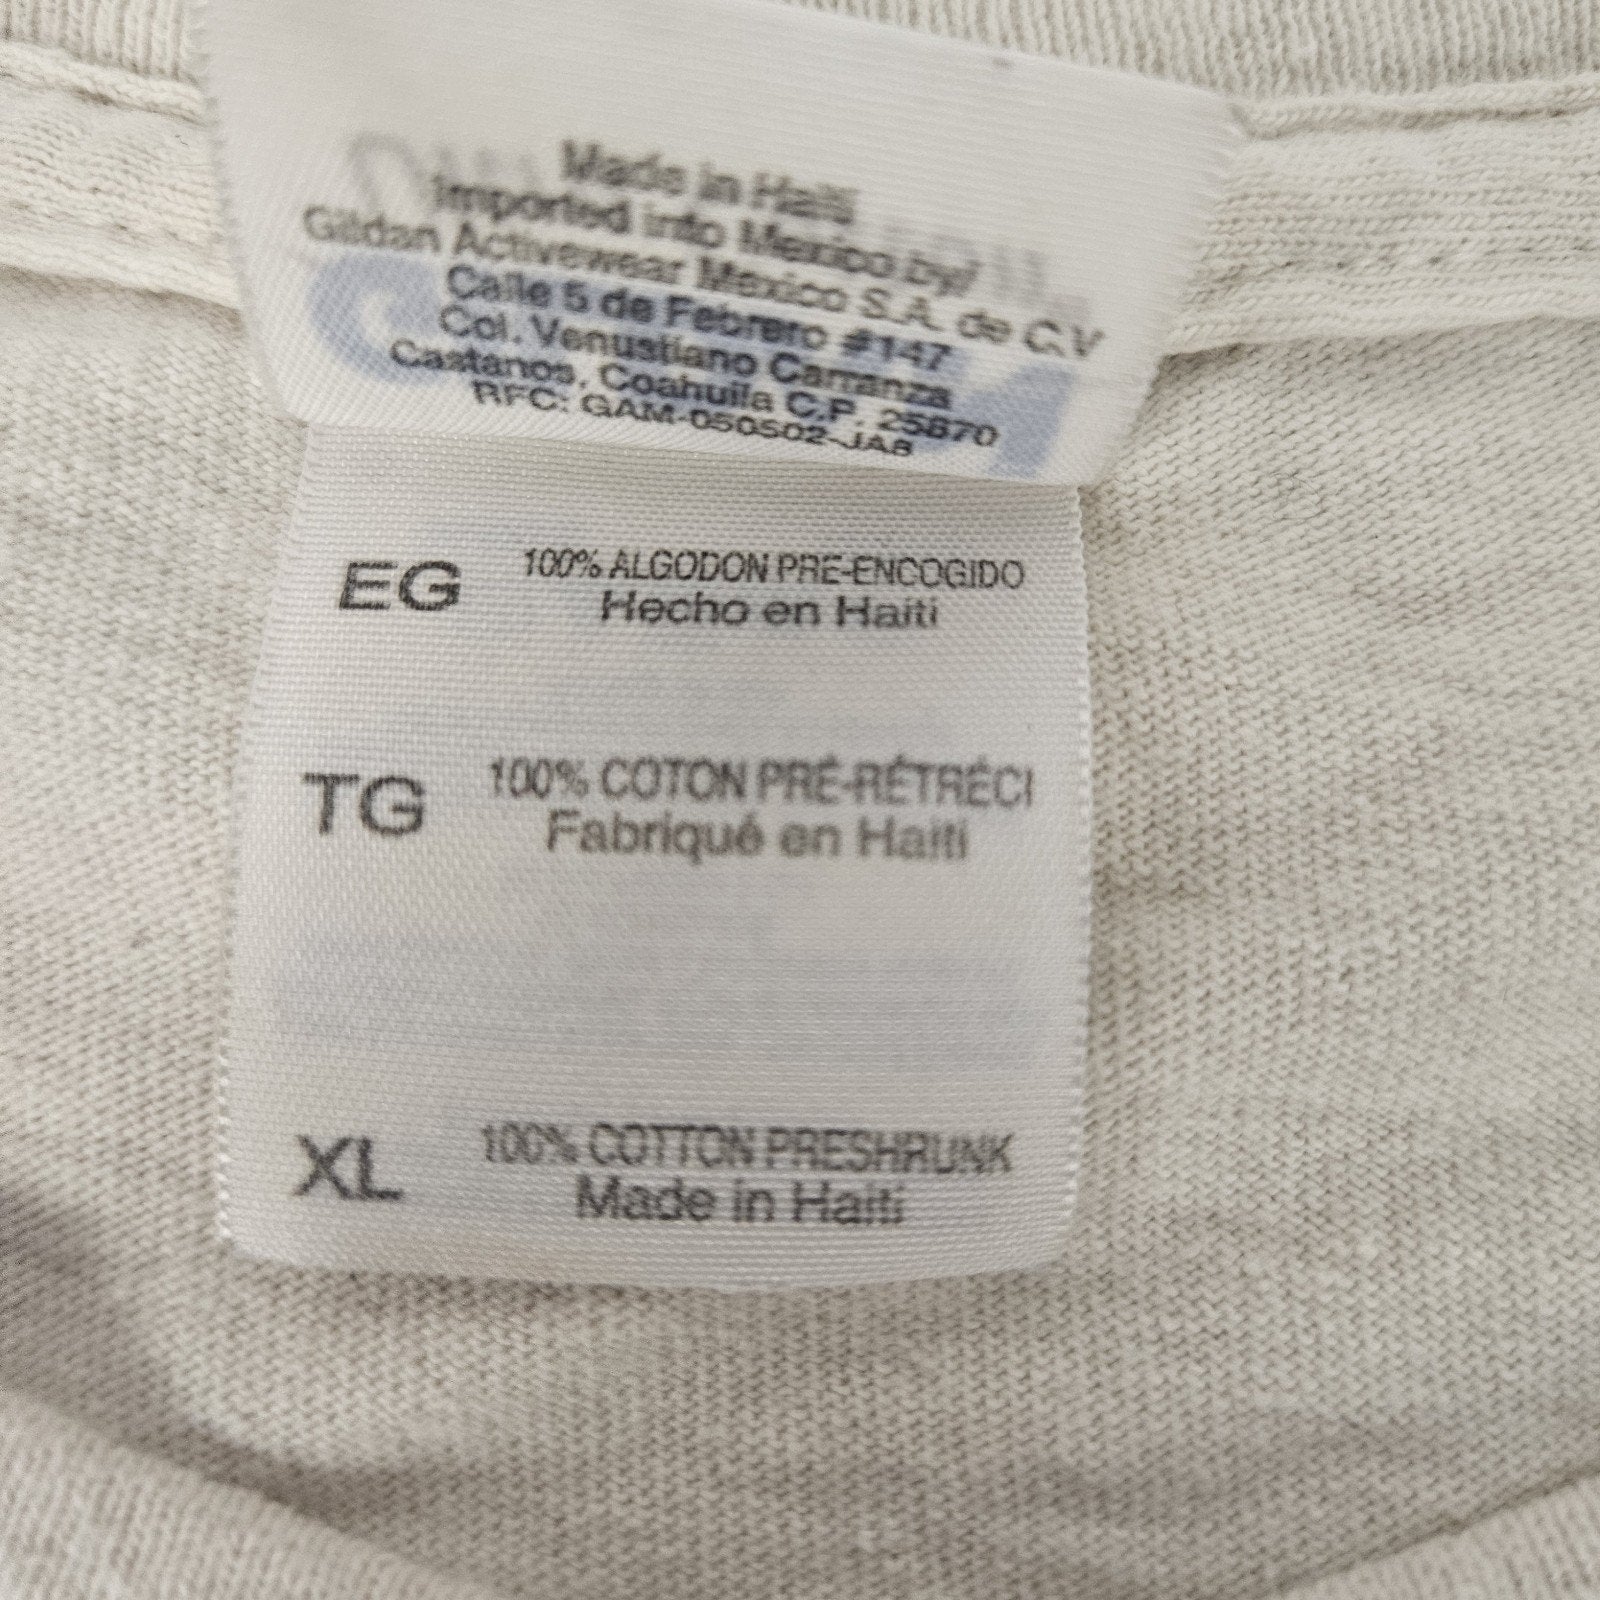 Made in Haiti
Imported into Mexico by/
Gildan Activewear Mexico S.A. de C.V
Calle 5 de Febrero #147
Col. Venustiano Carranza
Castanos, Coahuila C.P. 25870
RFC: GAM-050502-JA8
EG 100% ALGODON PRE-ENCOGIDO
Hecho en Haiti
TG 100% COTON PRÉ-RÉTRÉCI
Fabriqué en Haiti
XL 100% COTTON PRESHRUNK
Made in Haiti